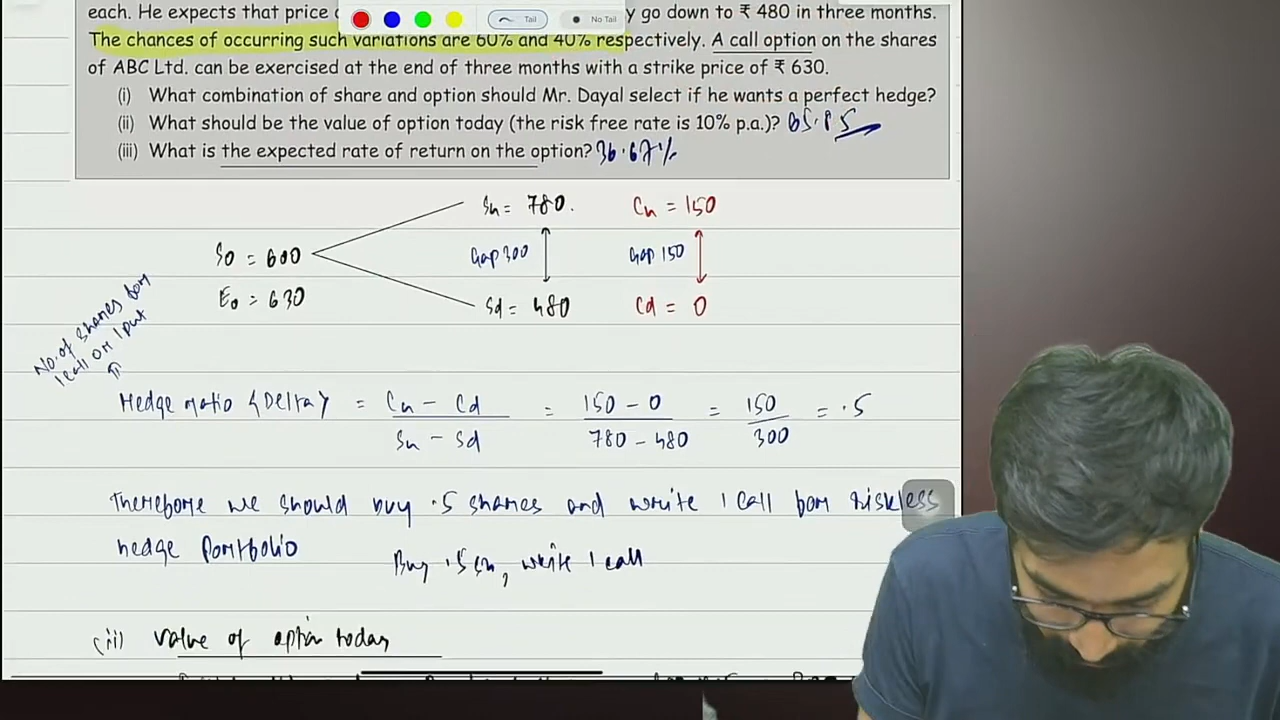 each. He expects that price
y go down to ₹ 480 in three months.
Tail
No Tail
The chances of occurring such variations are 60% and 40% respectively. A call option on the shares
of ABC Ltd. can be exercised at the end of three months with a strike price of ₹ 630.
(i) What combination of share and option should Mr. Dayal select if he wants a perfect hedge?
(ii) What should be the value of option today (the risk free rate is 10% p.a.)?
(iii) What is the expected rate of return on the option? 36.67%
Su = 780. Cu = 150
So = 600 Gap 300 Gap 150
Eo = 630 Sd = 480 Cd = 0
No. of shares for
1 call or 1 put
Hedge ratio {Delta} = Cu - Cd / Su - Sd = 150 - 0 / 780 - 480 = 150 / 300 = .5
Therefore we should buy .5 shares and write 1 call for riskless
hedge Portfolio Buy .5 sh, write 1 call
(ii) value of option today